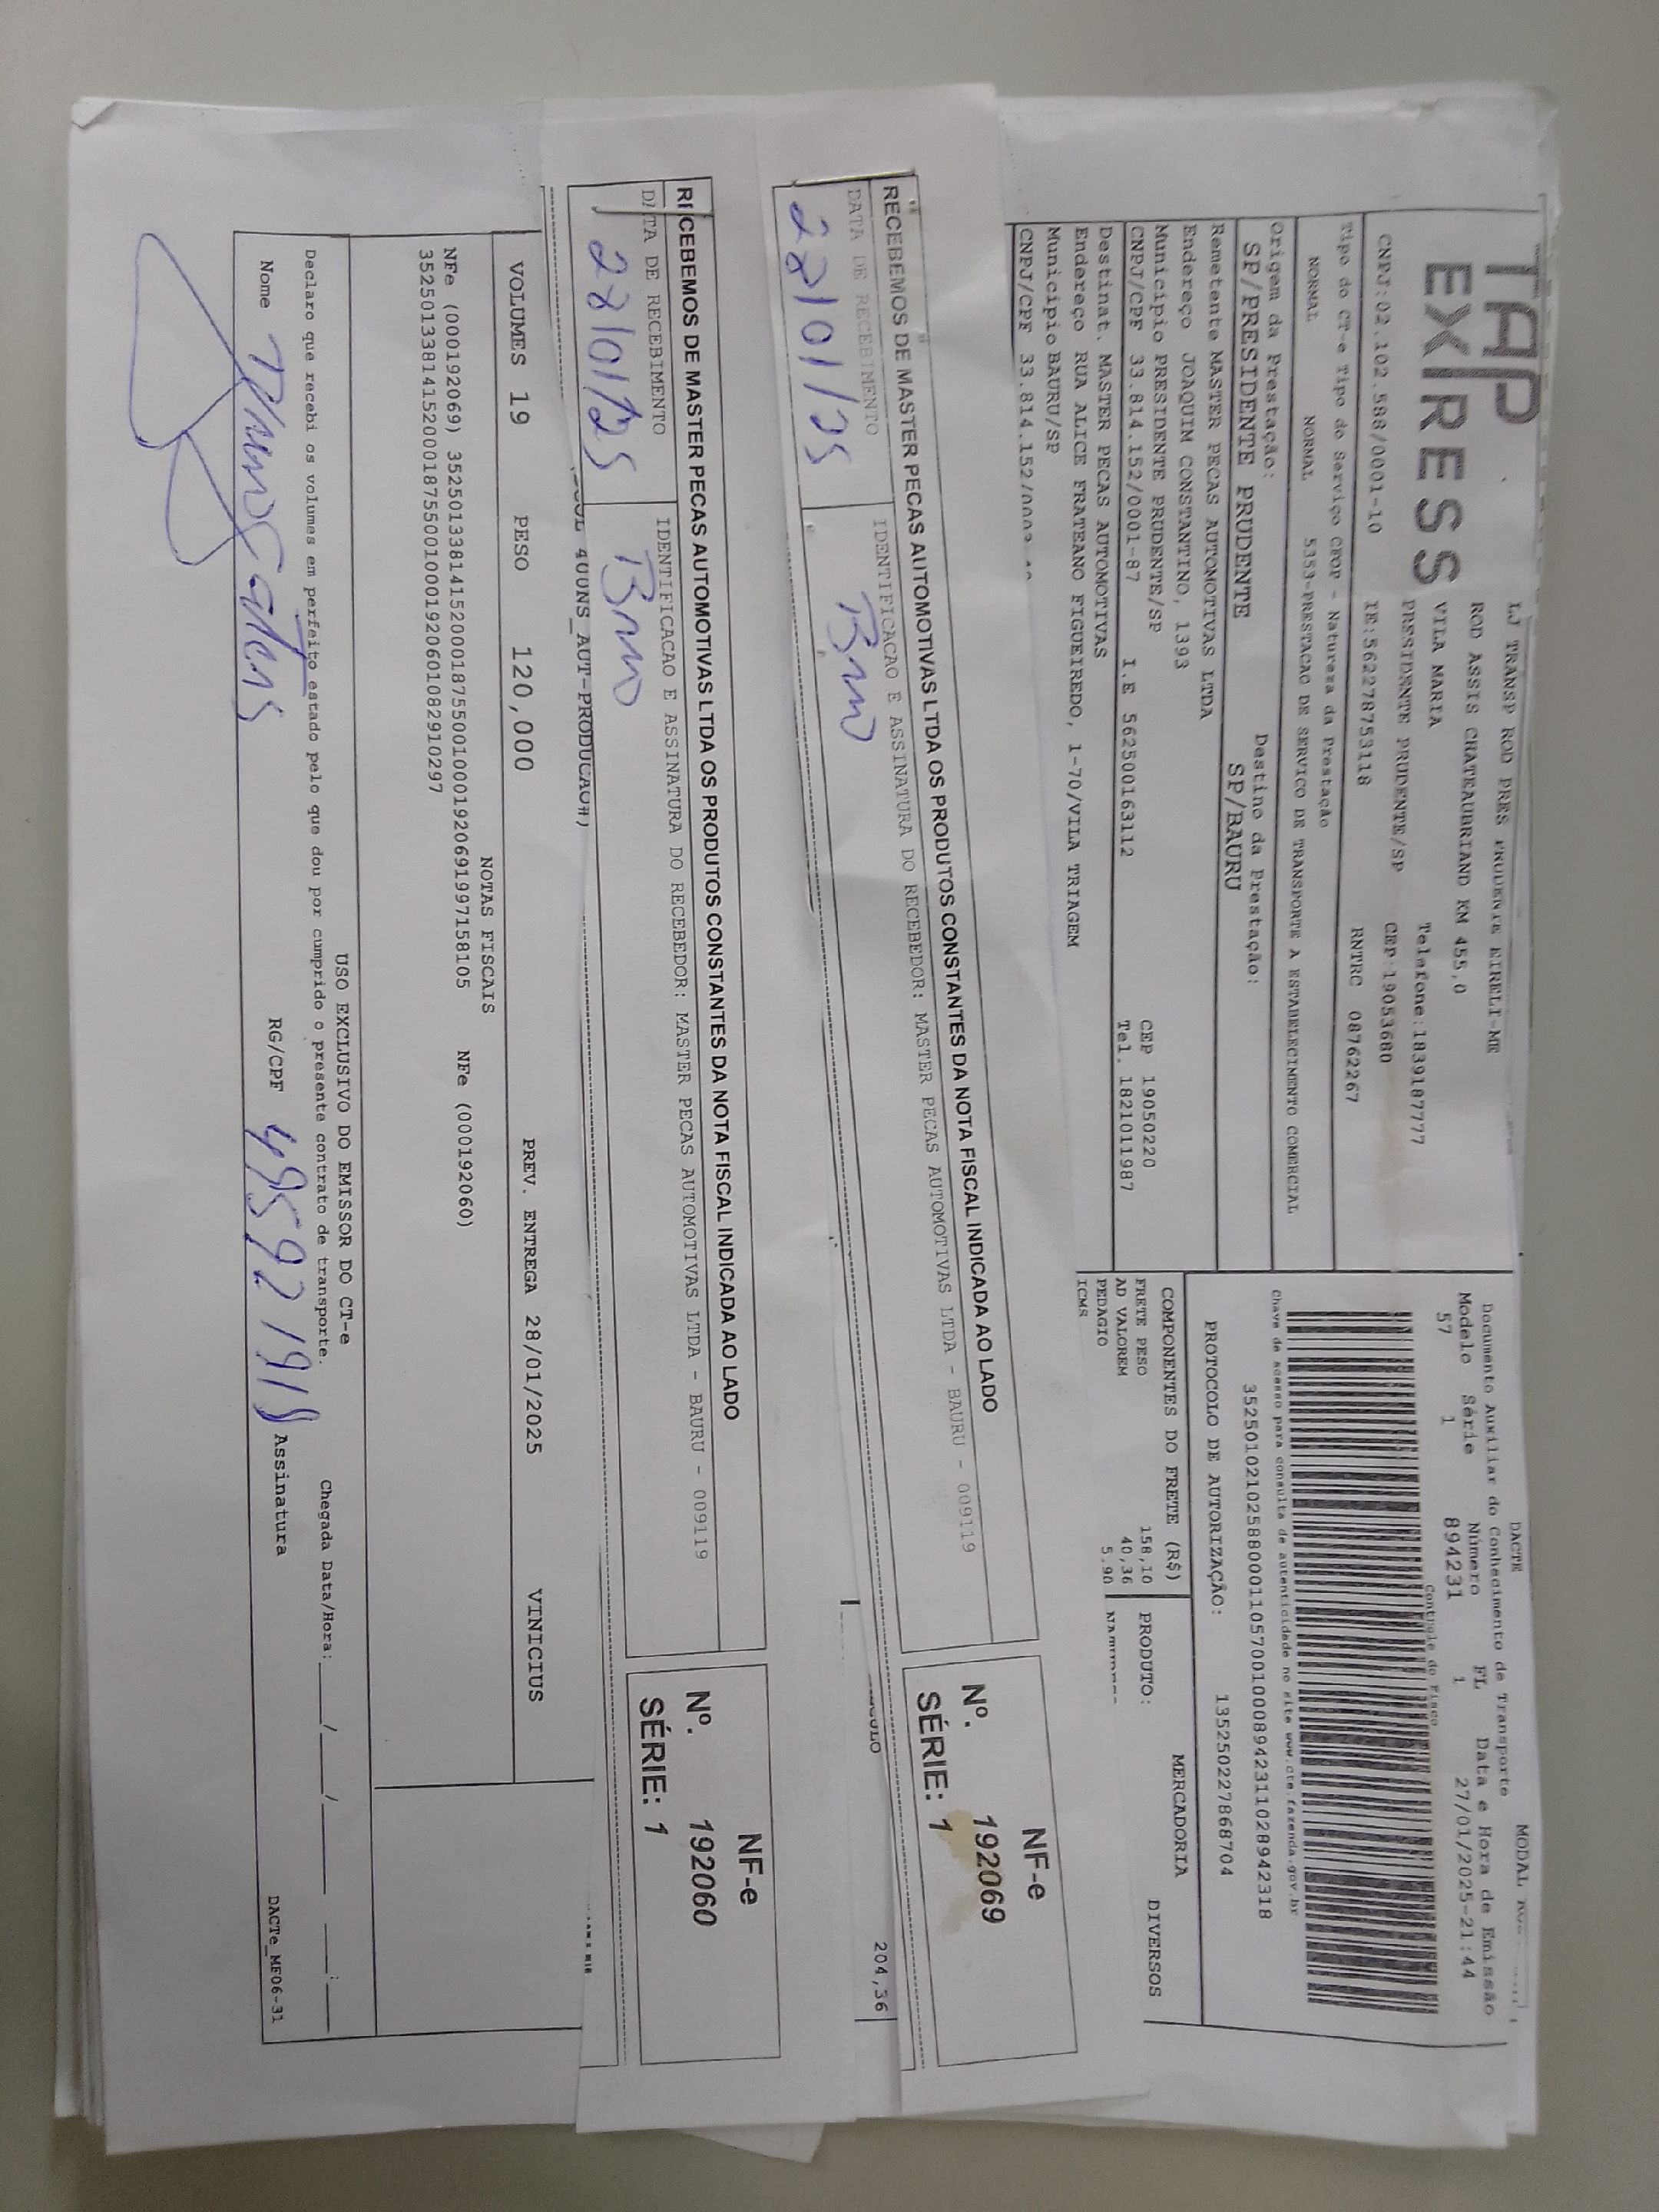 TAP
EXPRESS
LJ TRANSP ROD PRES PRUDENTE EIRELI-ME
ROD ASSIS CHATEAUBRIAND KM 455,0
VILA MARIA
Telefone:1839187777
PRESIDENTE PRUDENTE/SP
CEP:19053680
CNPJ:02.102.588/0001-10
IE:562278753118
RNTRC 08762267
DACTE
MODAL
Documento Auxiliar do Conhecimento de Transporte
Modelo Série Número FL Data e Hora de Emissão
57 1 894231 1 27/01/2025-21:44
Controle do Fisco
Chave de acesso para consulta de autenticidade no site www.cte.fazenda.gov.br
35250102102588000110570010008942311028942318
PROTOCOLO DE AUTORIZAÇÃO: 135250227868704
Tipo do CT-e Tipo do Serviço CFOP - Natureza da Prestação
NORMAL NORMAL 5353-PRESTACAO DE SERVICO DE TRANSPORTE A ESTABELECIMENTO COMERCIAL
Origem da Prestação: Destino da Prestação:
SP/PRESIDENTE PRUDENTE SP/BAURU
Remetente MASTER PECAS AUTOMOTIVAS LTDA
Endereço JOAQUIM CONSTANTINO, 1393
Município PRESIDENTE PRUDENTE/SP CEP 19050220
CNPJ/CPF 33.814.152/0001-87 I.E 562500163112 Tel. 1821011987
Destinat. MASTER PECAS AUTOMOTIVAS
Endereço RUA ALICE FRATEANO FIGUEIREDO, 1-70/VILA TRIAGEM
Município BAURU/SP
CNPJ/CPF 33.814.152
COMPONENTES DO FRETE (R$)
FRETE PESO 158,10
AD VALOREM 40,36
PEDAGIO 5,90
ICMS
MERCADORIA
PRODUTO: DIVERSOS
RECEBEMOS DE MASTER PECAS AUTOMOTIVAS LTDA OS PRODUTOS CONSTANTES DA NOTA FISCAL INDICADA AO LADO
DATA DE RECEBIMENTO
IDENTIFICACAO E ASSINATURA DO RECEBEDOR: MASTER PECAS AUTOMOTIVAS LTDA - BAURU - 009119
NF-e
Nº. 192069
SÉRIE: 1
204,36
RECEBEMOS DE MASTER PECAS AUTOMOTIVAS LTDA OS PRODUTOS CONSTANTES DA NOTA FISCAL INDICADA AO LADO
DATA DE RECEBIMENTO
IDENTIFICACAO E ASSINATURA DO RECEBEDOR: MASTER PECAS AUTOMOTIVAS LTDA - BAURU - 009119
NF-e
Nº. 192060
SÉRIE: 1
VOLUMES 19 PESO 120,000 PREV. ENTREGA 28/01/2025 VINICIUS
NOTAS FISCAIS
NFe (000192069) 35250133814152000187550010001920691997158105 NFe (000192060)
35250133814152000187550010001920601082910297
USO EXCLUSIVO DO EMISSOR DO CT-e
Declaro que recebi os volumes em perfeito estado pelo que dou por cumprido o presente contrato de transporte.
Chegada Data/Hora:____/____/____ ____:____
Nome RG/CPF Assinatura
DACTe_MF06-31